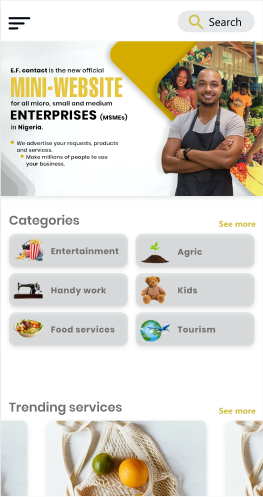 Search
E.F. contact is the new official
MINI-WEBSITE
for all micro, small and medium
ENTERPRISES (MSMEs)
in Nigeria.
We advertise your requests, products
and services.
Make millions of people to see
your business.
Categories
See more
Entertainment
Agric
Handy work
Kids
Food services
Tourism
Trending services
See more